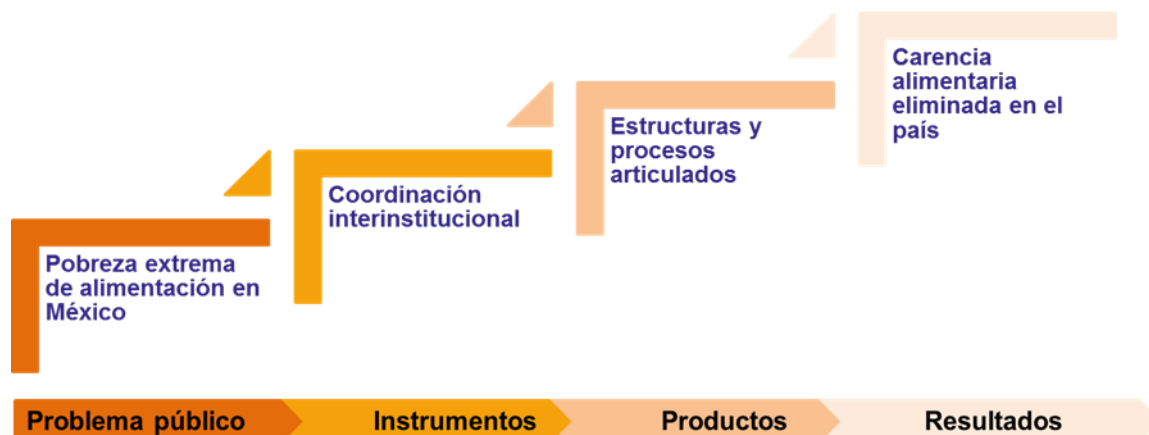 Pobreza extrema
de alimentación en
México
Coordinación
interinstitucional
Estructuras y
procesos
articulados
Carencia
alimentaria
eliminada en el
país
Problema público
Instrumentos
Productos
Resultados